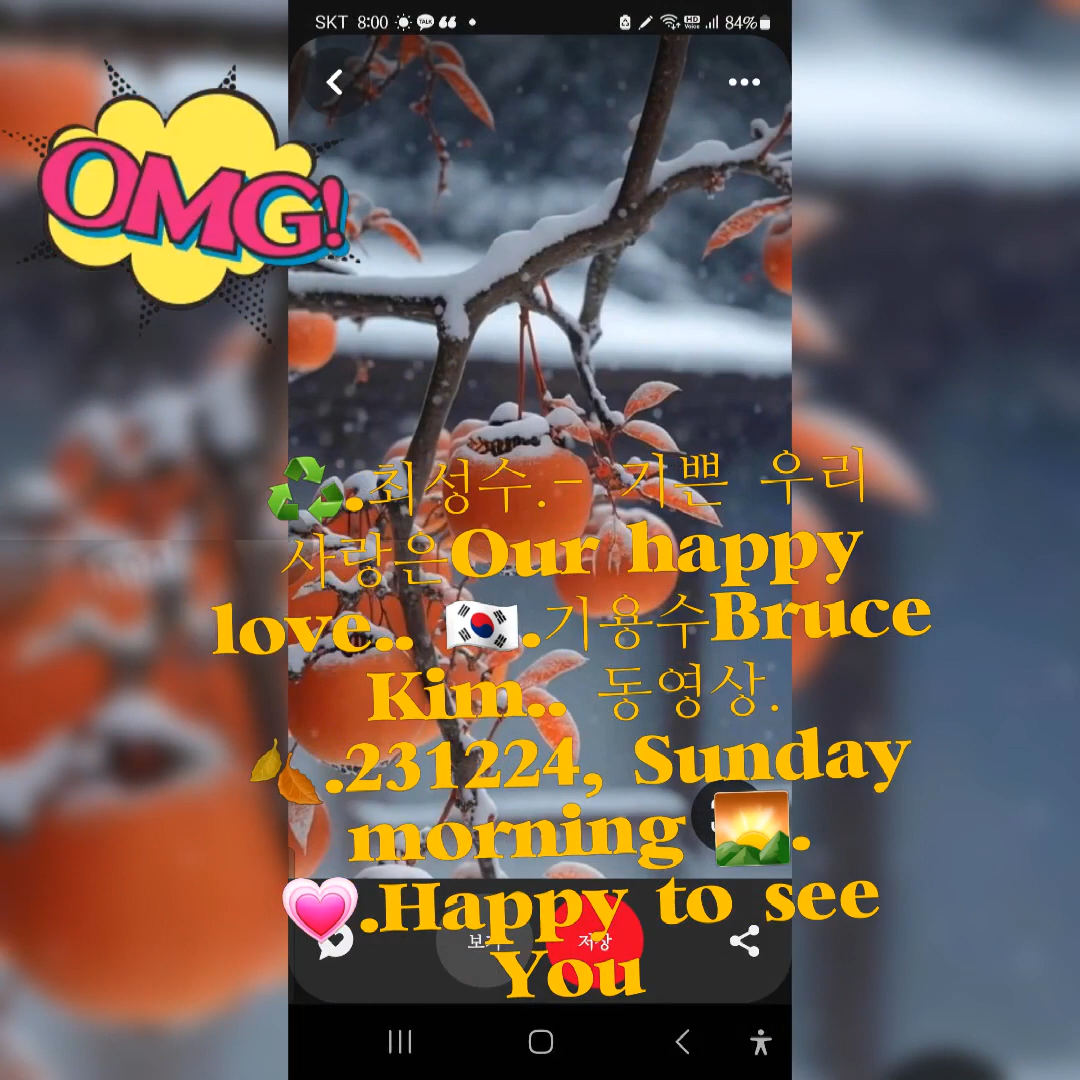 SKT 8:00
84%
OMG!
♻️.최성수.- 기쁜 우리
사랑은Our happy
love.. 🇰🇷.기용수Bruce
Kim.. 동영상.
🍂.231224, Sunday
morning 🌄.
💗.Happy to see
저장
You